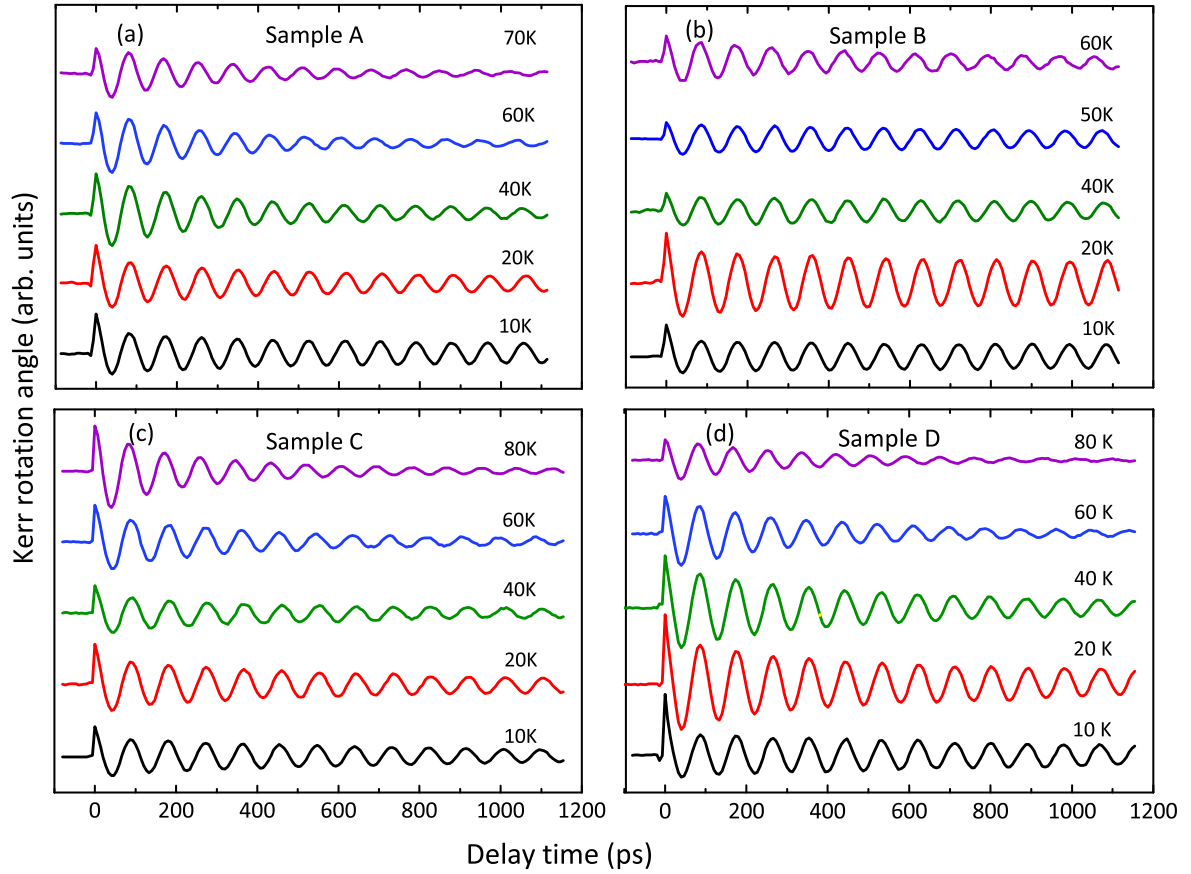 Kerr rotation angle (arb. units)
(a)
Sample A
70K
60K
40K
20K
10K
(b)
Sample B
60K
50K
40K
20K
10K
(c)
Sample C
80K
60K
40K
20K
10K
0 200 400 600 800 1000
(d)
Sample D
80 K
60 K
40 K
20 K
10 K
0 200 400 600 800 1000 1200
Delay time (ps)